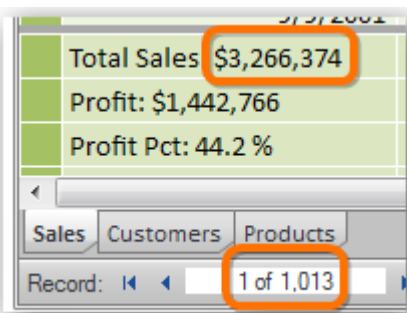 Total Sales $3,266,374
Profit: $1,442,766
Profit Pct: 44.2 %
Sales Customers Products
Record: 1 of 1,013